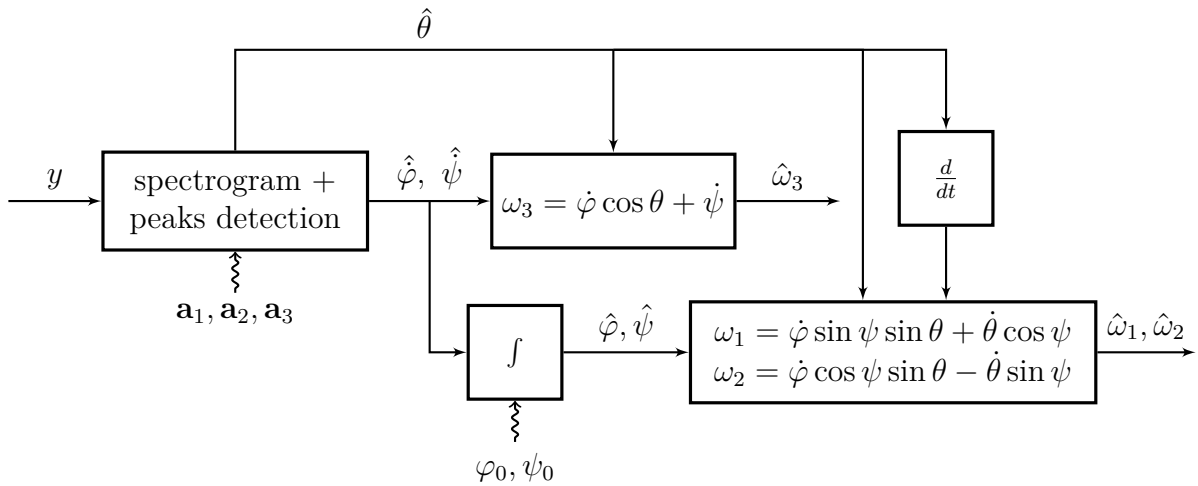 θ̂
y
spectrogram +
peaks detection
φ̇̂, ψ̇̂
ω₃ = φ̇ cos θ + ψ̇
ω̂₃
d/dt
a₁, a₂, a₃
∫
φ̂, ψ̂
ω₁ = φ̇ sin ψ sin θ + θ̇ cos ψ
ω₂ = φ̇ cos ψ sin θ − θ̇ sin ψ
ω̂₁, ω̂₂
φ₀, ψ₀